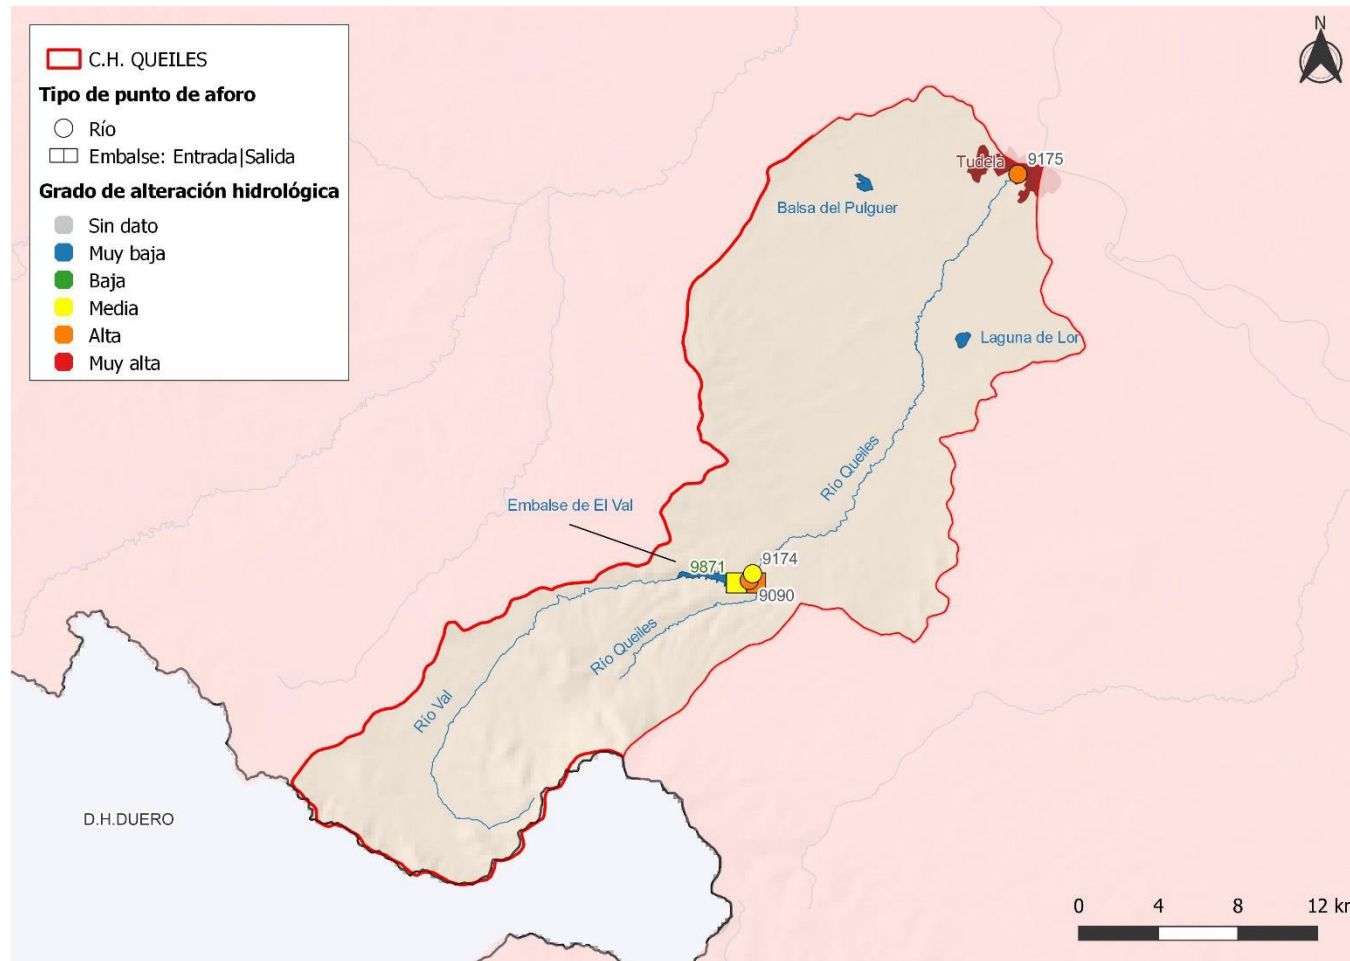 C.H. QUEILES
Tipo de punto de aforo
Río
Embalse: Entrada|Salida
Grado de alteración hidrológica
Sin dato
Muy baja
Baja
Media
Alta
Muy alta
N
Tudela
9175
Balsa del Pulguer
Laguna de Lor
Río Queiles
Embalse de El Val
9871
9174
9090
Río Queiles
Río Val
D.H.DUERO
0 4 8 12 km